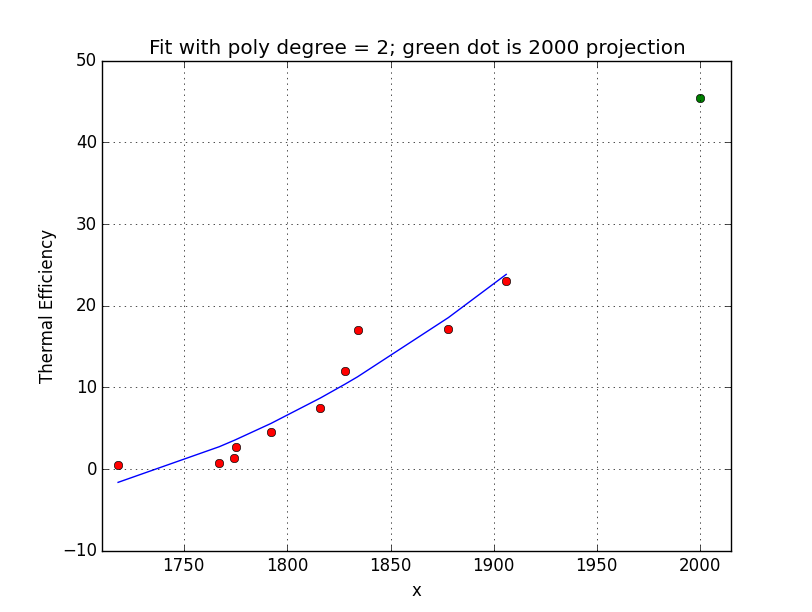 Fit with poly degree = 2; green dot is 2000 projection
50
40
30
20
10
0
−10
Thermal Efficiency
1750 1800 1850 1900 1950 2000
x